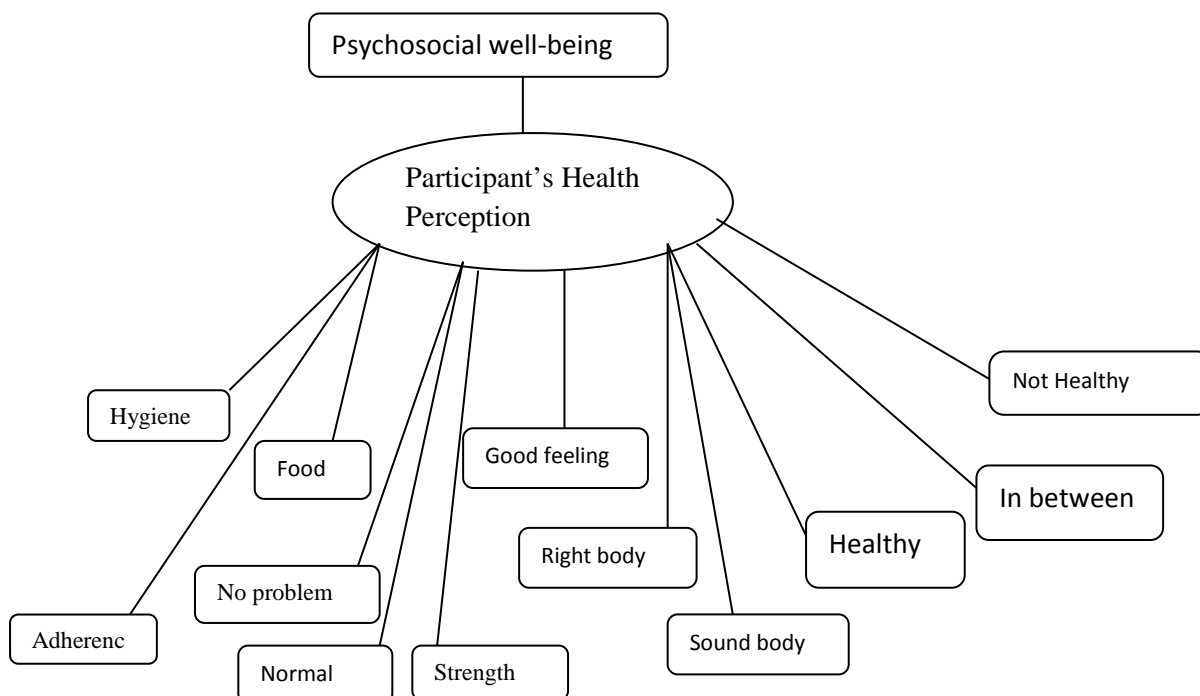 Psychosocial well-being
Participant’s Health
Perception
Not Healthy
Hygiene
Good feeling
Food
In between
Healthy
Right body
No problem
Adherenc
Sound body
Normal
Strength